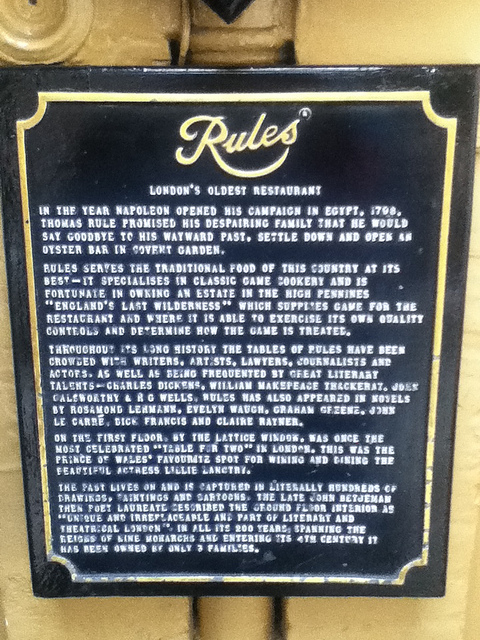 Rules®
LONDON'S OLDEST RESTAURANT
IN THE YEAR NAPOLEON OPENED HIS CAMPAIGN IN EGYPT, 1798,
THOMAS RULE PROMISED HIS DESPAIRING FAMILY THAT HE WOULD
SAY GOODBYE TO HIS WAYWARD PAST, SETTLE DOWN AND OPEN AN
OYSTER BAR IN COVENT GARDEN.
RULES SERVES THE TRADITIONAL FOOD OF THIS COUNTRY AT ITS
BEST—IT SPECIALISES IN CLASSIC GAME COOKERY AND IS
FORTUNATE IN OWNING AN ESTATE IN THE HIGH PENNINES
"ENGLAND'S LAST WILDERNESS" WHICH SUPPLIES GAME FOR THE
RESTAURANT AND WHERE IT IS ABLE TO EXERCISE ITS OWN QUALITY
CONTROLS AND DETERMINE HOW THE GAME IS TREATED.
THROUGHOUT ITS LONG HISTORY THE TABLES OF RULES HAVE BEEN
CROWDED WITH WRITERS, ARTISTS, LAWYERS, JOURNALISTS AND
ACTORS. AS WELL AS BEING FREQUENTED BY GREAT LITERARY
TALENTS—CHARLES DICKENS, WILLIAM MAKEPEACE THACKERAY, JOHN
GALSWORTHY & H G WELLS, RULES HAS ALSO APPEARED IN NOVELS
BY ROSAMOND LEHMANN, EVELYN WAUGH, GRAHAM GREENE, JOHN
LE CARRÉ, DICK FRANCIS AND CLAIRE RAYNER.
ON THE FIRST FLOOR, BY THE LATTICE WINDOW, WAS ONCE THE
MOST CELEBRATED "TABLE FOR TWO" IN LONDON. THIS WAS THE
PRINCE OF WALES' FAVOURITE SPOT FOR WINING AND DINING THE
BEAUTIFUL ACTRESS LILLIE LANGTRY.
THE PAST LIVES ON AND IS CAPTURED IN LITERALLY HUNDREDS OF
DRAWINGS, PAINTINGS AND CARTOONS. THE LATE JOHN BETJEMAN
THEN POET LAUREATE DESCRIBED THE GROUND FLOOR INTERIOR AS
"UNIQUE AND IRREPLACEABLE AND PART OF LITERARY AND
THEATRICAL LONDON". IN ALL ITS 200 YEARS, SPANNING THE
REIGNS OF NINE MONARCHS AND ENTERING ITS 4TH CENTURY IT
HAS BEEN OWNED BY ONLY 3 FAMILIES.